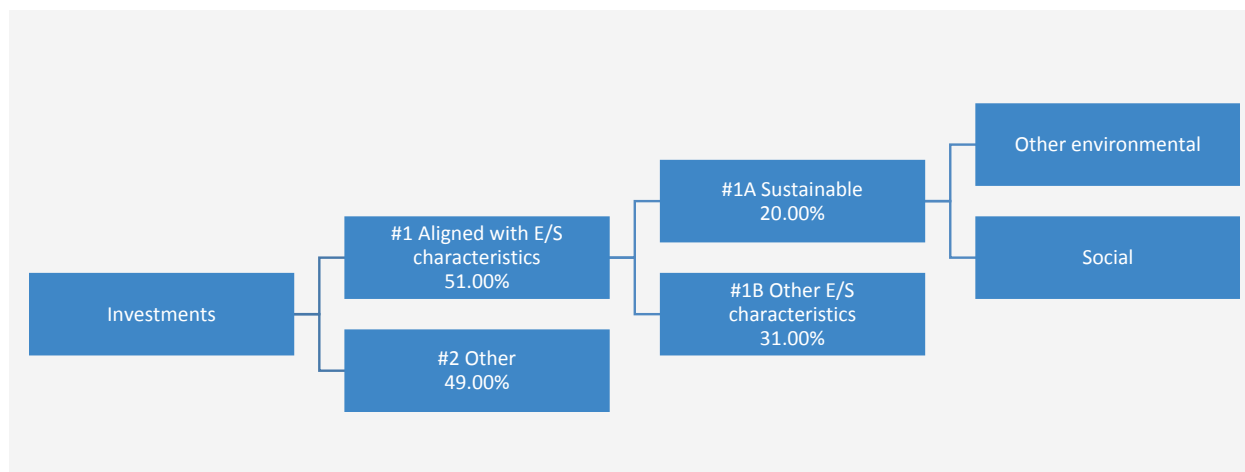 Investments
#1 Aligned with E/S
characteristics
51.00%
#2 Other
49.00%
#1A Sustainable
20.00%
#1B Other E/S
characteristics
31.00%
Other environmental
Social